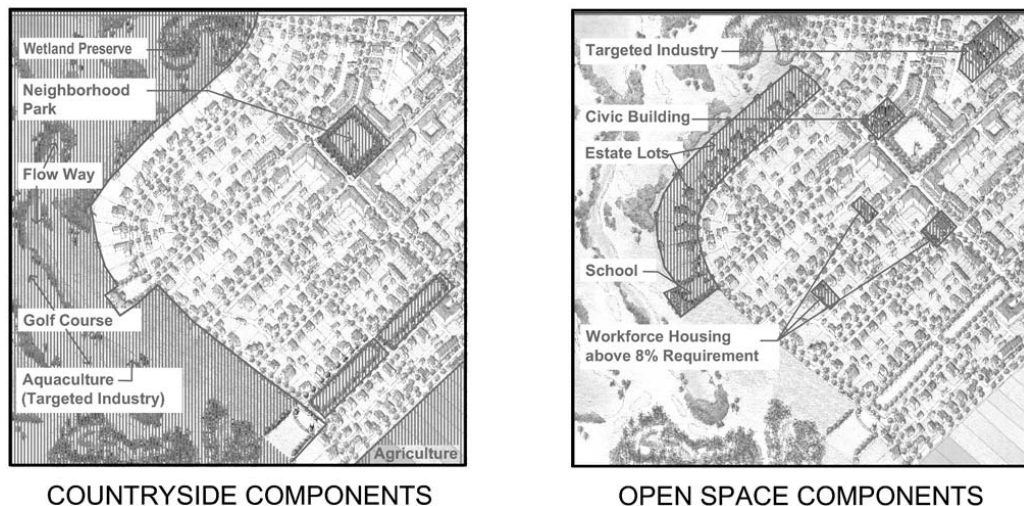 Wetland Preserve
Neighborhood
Park
Flow Way
Golf Course
Aquaculture
(Targeted Industry)
Agriculture
COUNTRYSIDE COMPONENTS
Targeted Industry
Civic Building
Estate Lots
School
Workforce Housing
above 8% Requirement
OPEN SPACE COMPONENTS